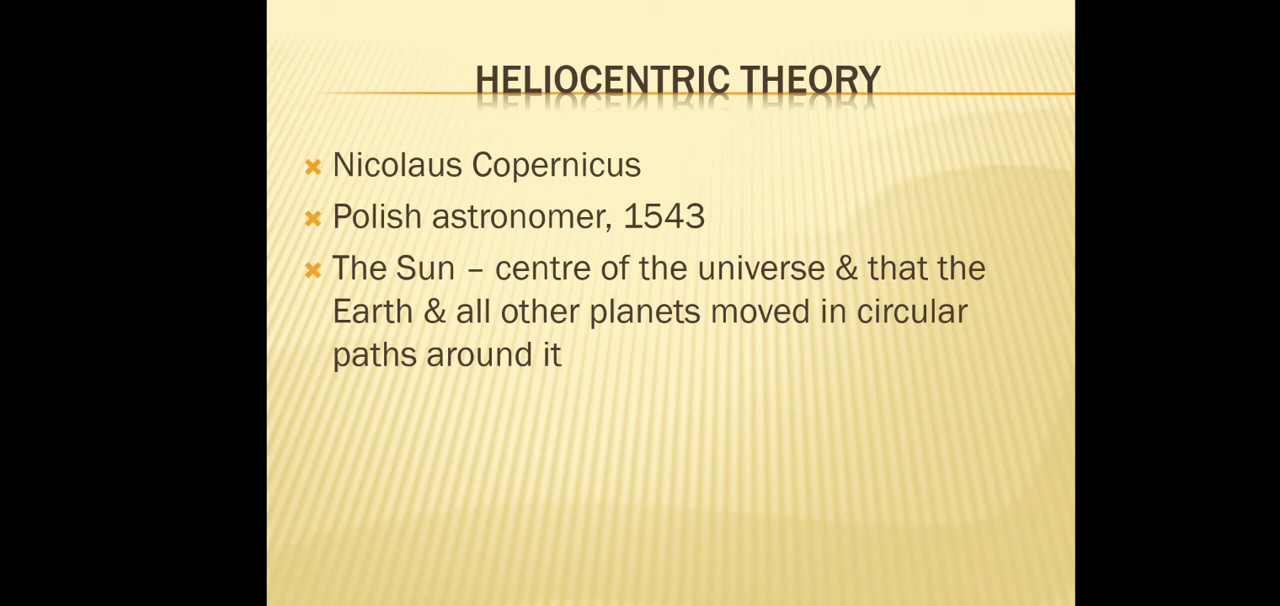 HELIOCENTRIC THEORY
Nicolaus Copernicus
Polish astronomer, 1543
The Sun – centre of the universe & that the
Earth & all other planets moved in circular
paths around it